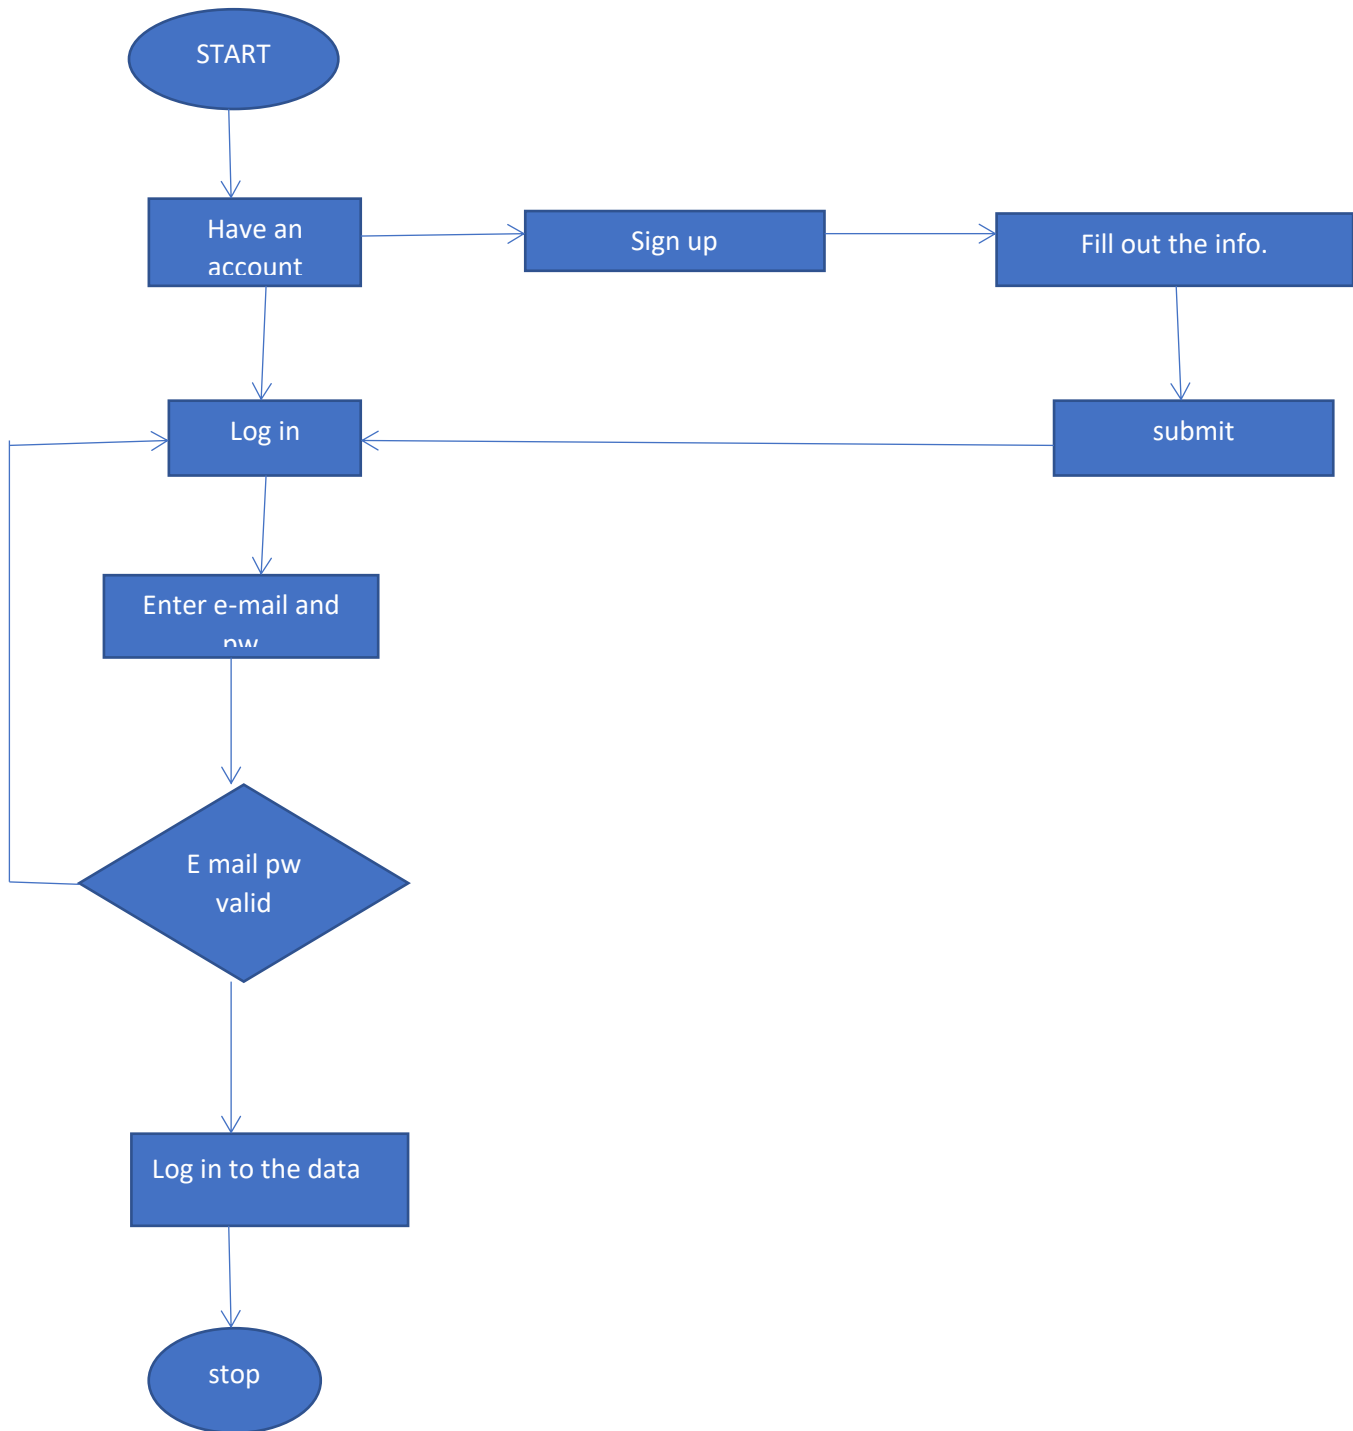 START
Have an
account
Sign up
Fill out the info.
Log in
submit
Enter e-mail and
pw
E mail pw
valid
Log in to the data
stop